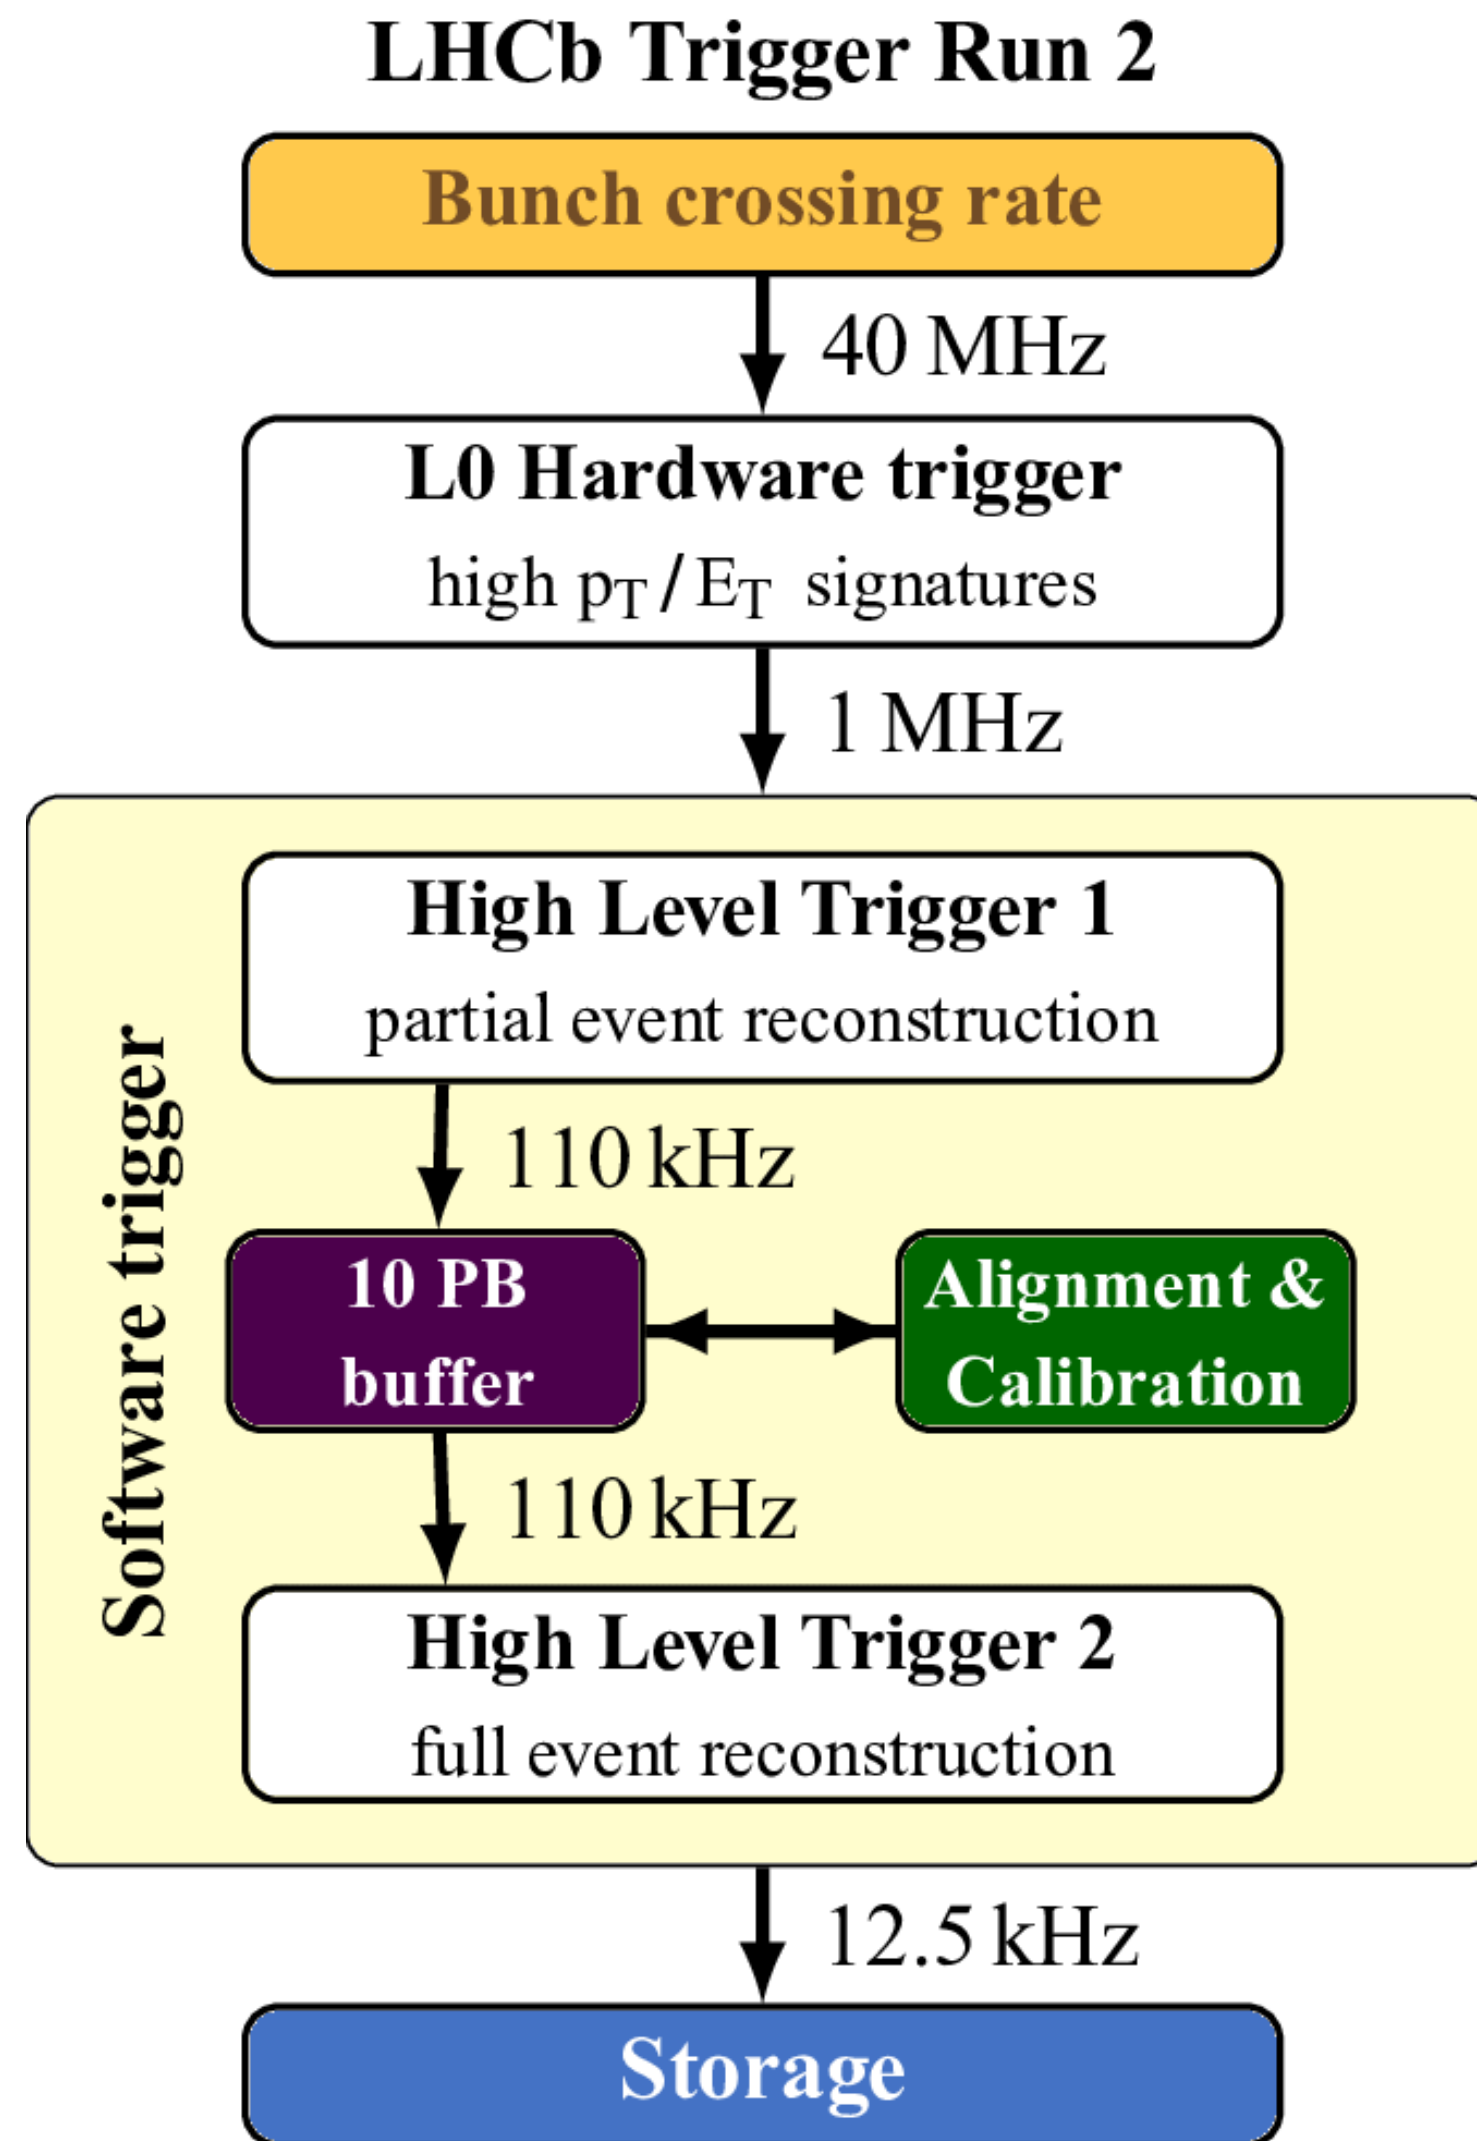 LHCb Trigger Run 2
Bunch crossing rate
40 MHz
L0 Hardware trigger
high pT / ET signatures
1 MHz
Software trigger
High Level Trigger 1
partial event reconstruction
110 kHz
10 PB
buffer
Alignment &
Calibration
110 kHz
High Level Trigger 2
full event reconstruction
12.5 kHz
Storage